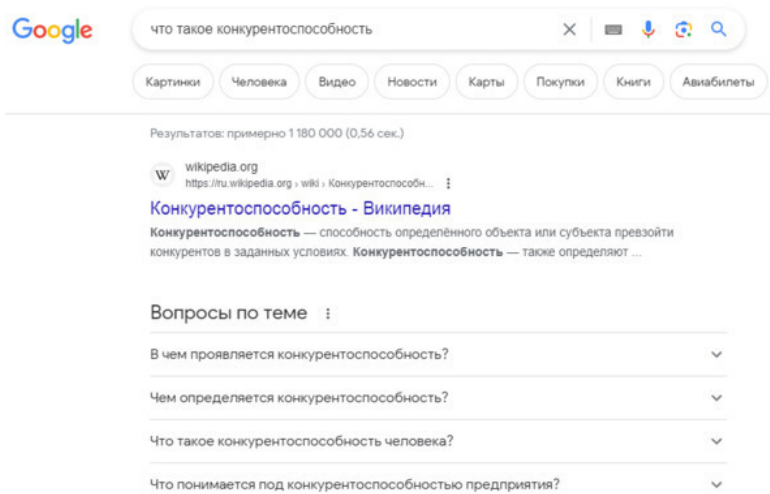 Google
что такое конкурентоспособность
Картинки Человека Видео Новости Карты Покупки Книги Авиабилеты
Результатов: примерно 1 180 000 (0,56 сек.)
W
wikipedia.org
https://ru.wikipedia.org › wiki › Конкурентоспособн...
Конкурентоспособность - Википедия
Конкурентоспособность — способность определённого объекта или субъекта превзойти
конкурентов в заданных условиях. Конкурентоспособность — также определяют ...
Вопросы по теме
В чем проявляется конкурентоспособность?
Чем определяется конкурентоспособность?
Что такое конкурентоспособность человека?
Что понимается под конкурентоспособностью предприятия?